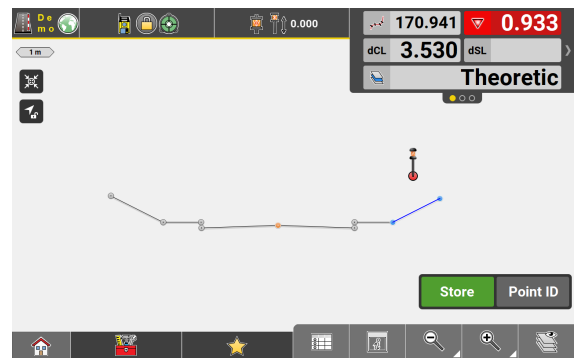 De
mo
0.000
170.941
0.933
dCL
3.530
dSL
Theoretic
1 m
Store
Point ID